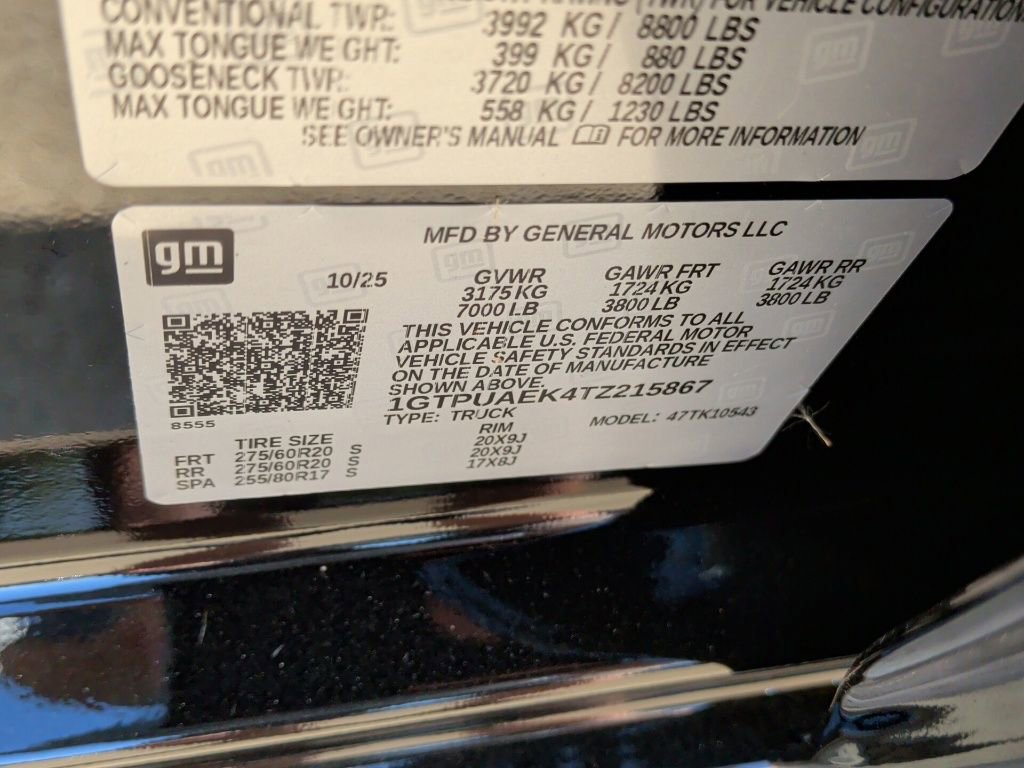 (TWR) FOR VEHICLE CONFIGURATION
CONVENTIONAL TWR: 3992 KG / 8800 LBS
MAX TONGUE WEIGHT: 399 KG / 880 LBS
GOOSENECK TWR: 3720 KG / 8200 LBS
MAX TONGUE WEIGHT: 558 KG / 1230 LBS
SEE OWNER'S MANUAL FOR MORE INFORMATION
gm
MFD BY GENERAL MOTORS LLC
10/25 GVWR GAWR FRT GAWR RR
3175 KG 1724 KG 1724 KG
7000 LB 3800 LB 3800 LB
THIS VEHICLE CONFORMS TO ALL
APPLICABLE U.S. FEDERAL MOTOR
VEHICLE SAFETY STANDARDS IN EFFECT
ON THE DATE OF MANUFACTURE
SHOWN ABOVE.
1GTPUAEK4TZ215867
8555
TYPE: TRUCK MODEL: 47TK10543
TIRE SIZE RIM
FRT 275/60R20 S 20X9J
RR 275/60R20 S 20X9J
SPA 255/80R17 S 17X8J